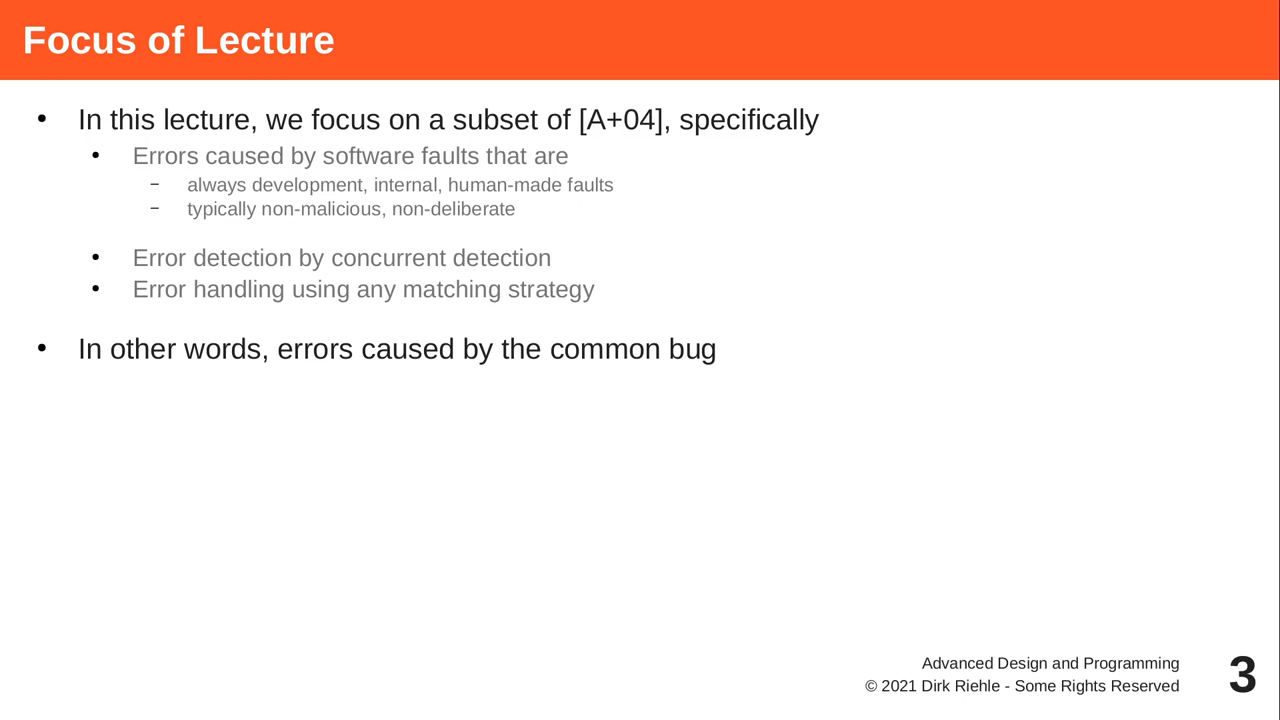 Focus of Lecture
• In this lecture, we focus on a subset of [A+04], specifically
• Errors caused by software faults that are
– always development, internal, human-made faults
– typically non-malicious, non-deliberate
• Error detection by concurrent detection
• Error handling using any matching strategy
• In other words, errors caused by the common bug
Advanced Design and Programming
© 2021 Dirk Riehle - Some Rights Reserved
3